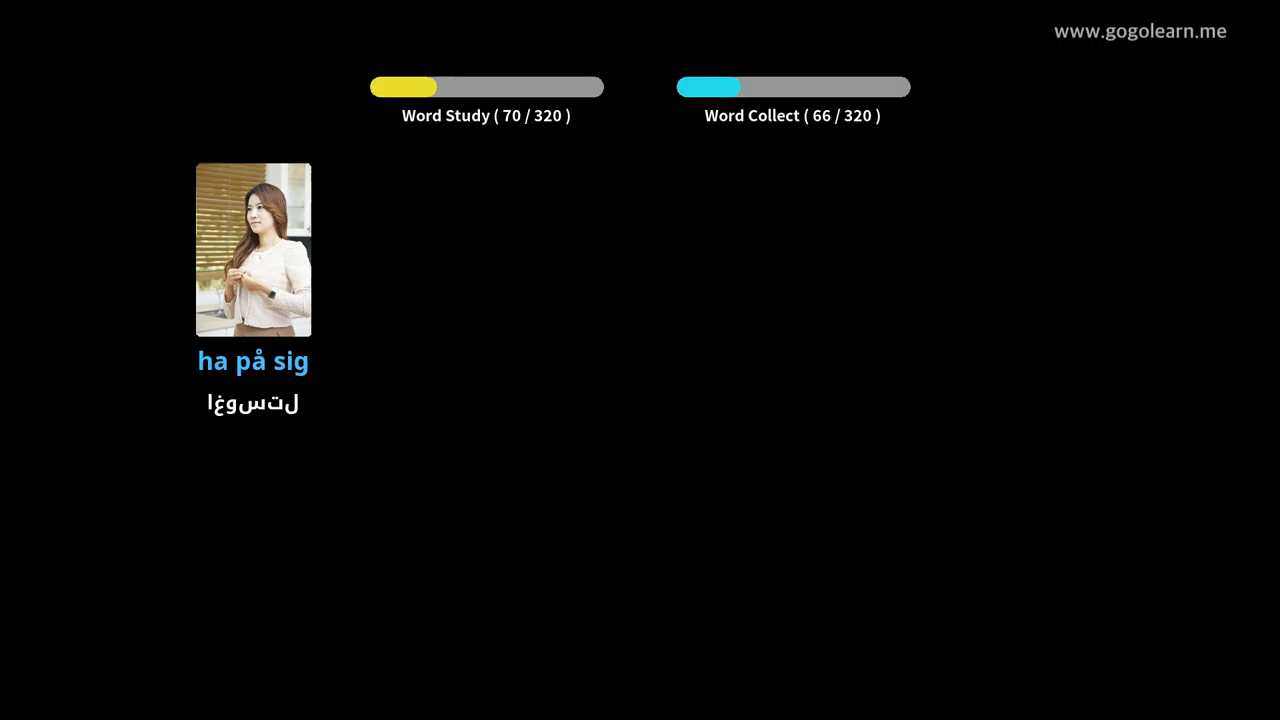 www.gogolearn.me
Word Study ( 70 / 320 )
Word Collect ( 66 / 320 )
ha på sig
اغوستل